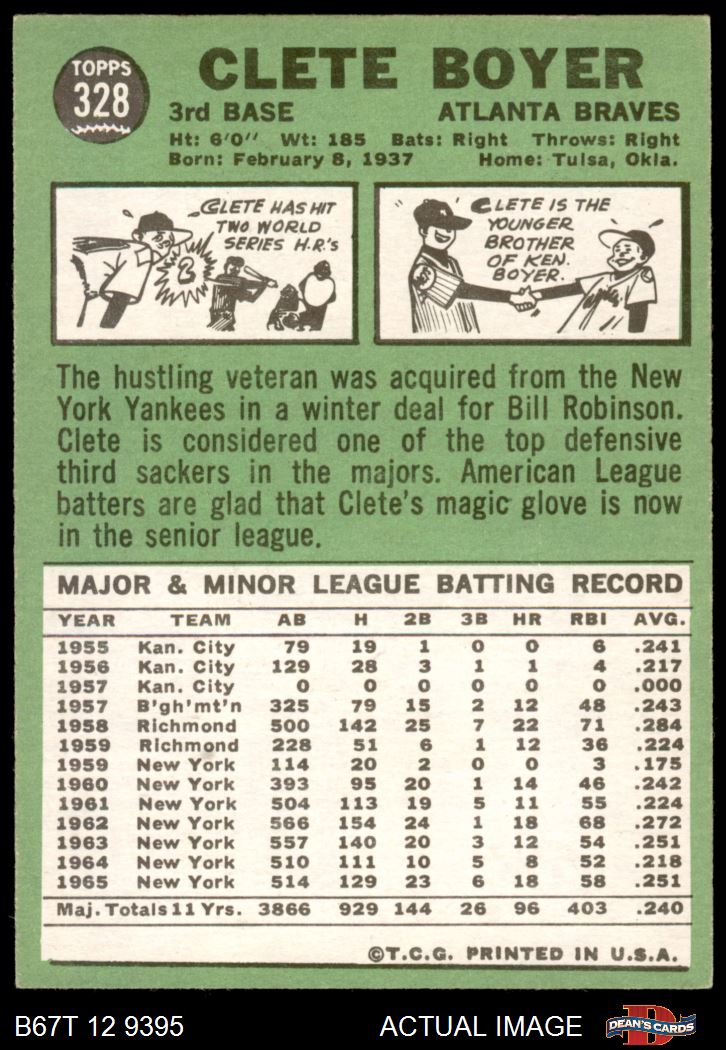 TOPPS
328
CLETE BOYER
3rd BASE ATLANTA BRAVES
Ht: 6'0" Wt: 185 Bats: Right Throws: Right
Born: February 8, 1937 Home: Tulsa, Okla.
CLETE HAS HIT
TWO WORLD
SERIES H.R.'s
CLETE IS THE
YOUNGER
BROTHER
OF KEN
BOYER.
The hustling veteran was acquired from the New
York Yankees in a winter deal for Bill Robinson.
Clete is considered one of the top defensive
third sackers in the majors. American League
batters are glad that Clete's magic glove is now
in the senior league.
MAJOR & MINOR LEAGUE BATTING RECORD
YEAR TEAM AB H 2B 3B HR RBI AVG.
1955 Kan. City 79 19 1 0 0 6 .241
1956 Kan. City 129 28 3 1 1 4 .217
1957 Kan. City 0 0 0 0 0 0 .000
1957 B'gh'mt'n 325 79 15 2 12 48 .243
1958 Richmond 500 142 25 7 22 71 .284
1959 Richmond 228 51 6 1 12 36 .224
1959 New York 114 20 2 0 0 3 .175
1960 New York 393 95 20 1 14 46 .242
1961 New York 504 113 19 5 11 55 .224
1962 New York 566 154 24 1 18 68 .272
1963 New York 557 140 20 3 12 54 .251
1964 New York 510 111 10 5 8 52 .218
1965 New York 514 129 23 6 18 58 .251
Maj. Totals 11 Yrs. 3866 929 144 26 96 403 .240
©T.C.G. PRINTED IN U.S.A.
B67T 12 9395 ACTUAL IMAGE
DEAN'S CARDS